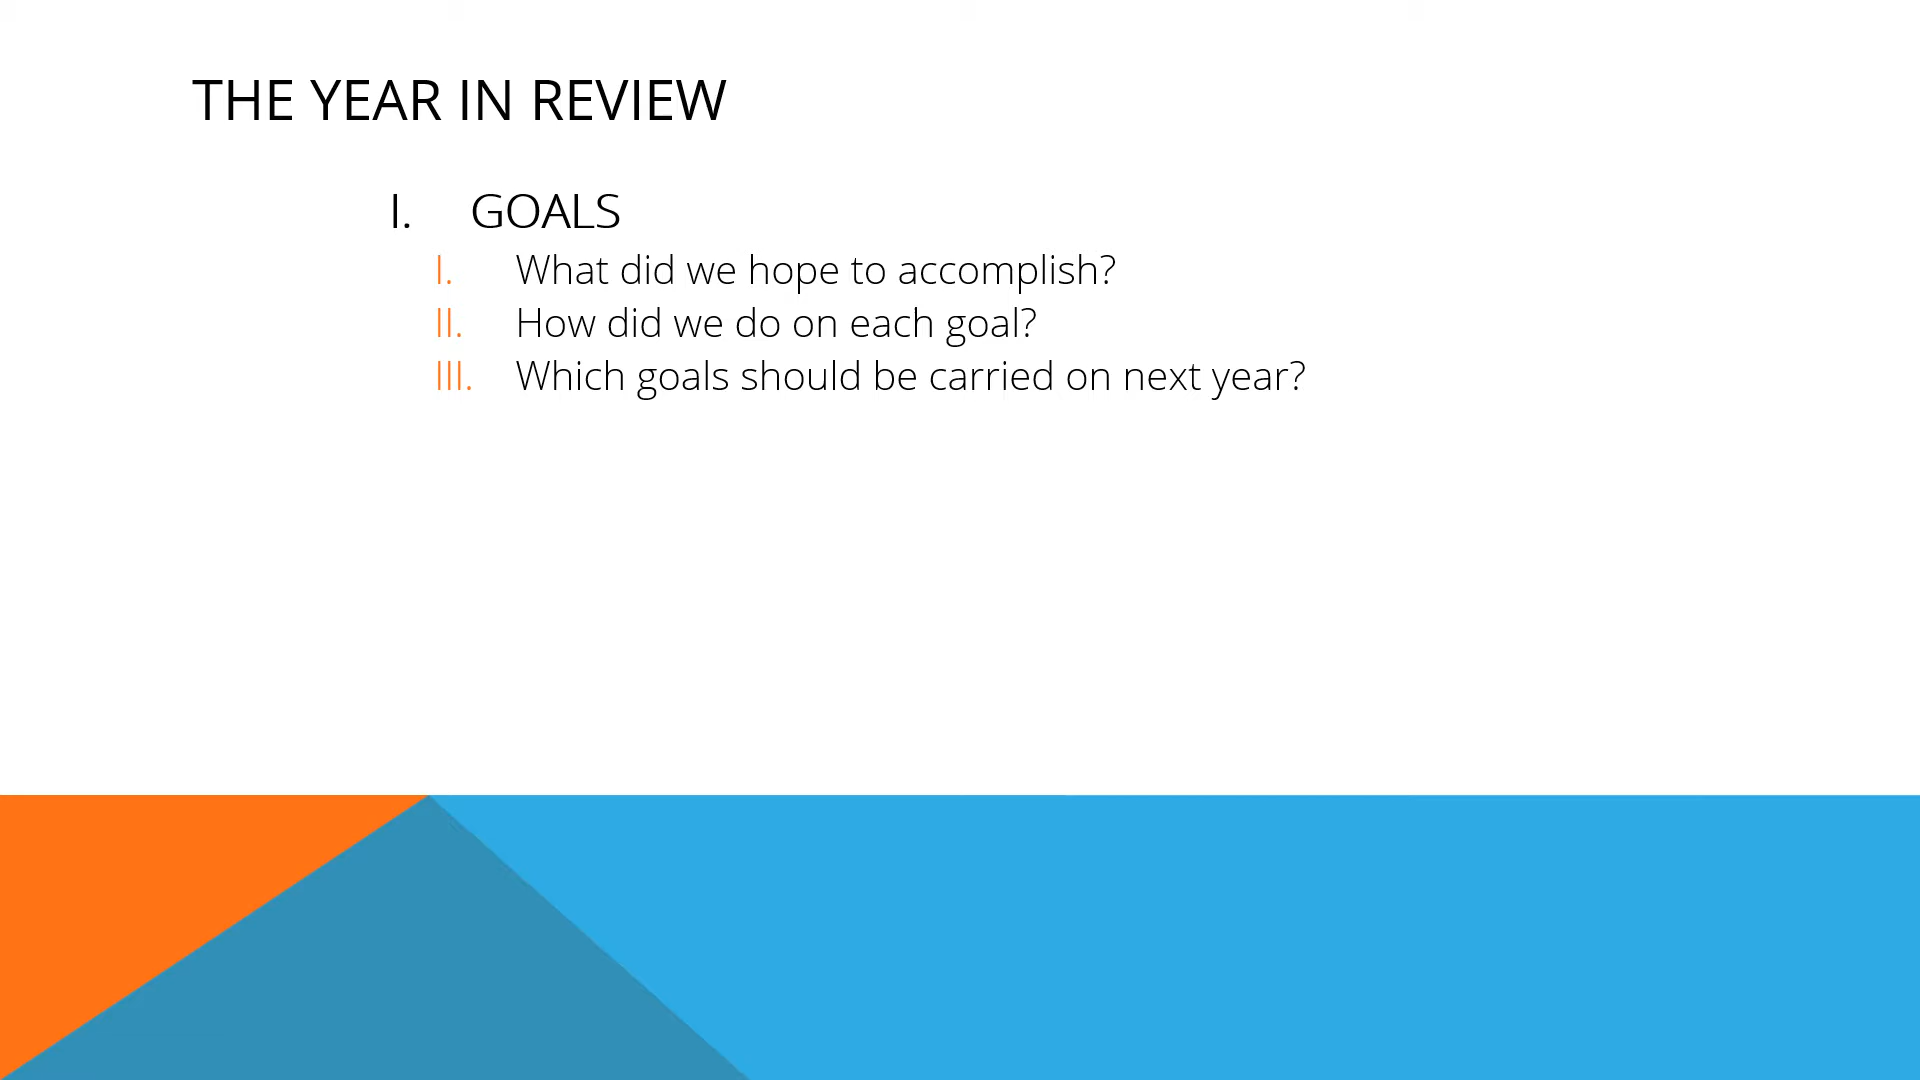 THE YEAR IN REVIEW
I. GOALS
I. What did we hope to accomplish?
II. How did we do on each goal?
III. Which goals should be carried on next year?